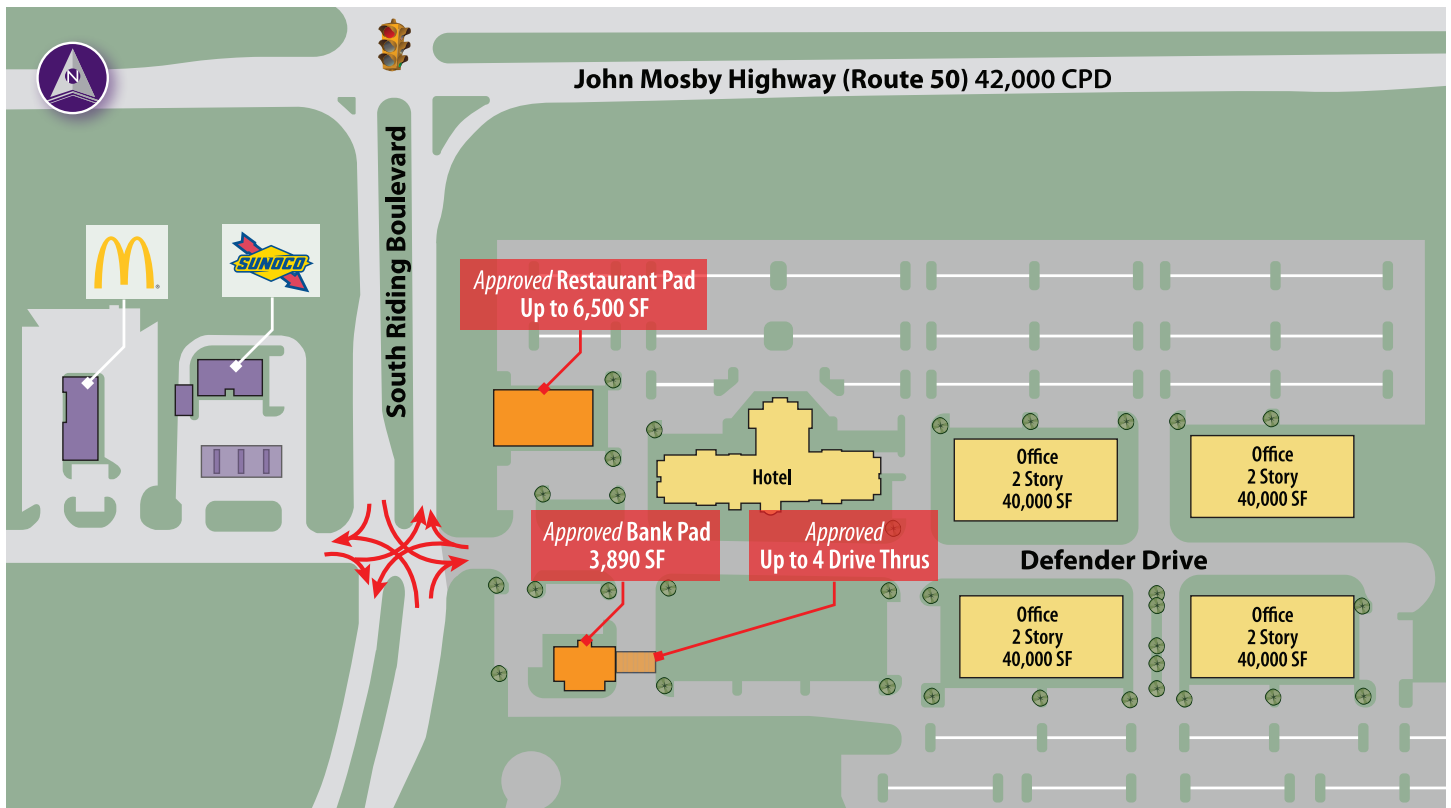 N
John Mosby Highway (Route 50) 42,000 CPD
South Riding Boulevard
SUNOCO
®
Approved Restaurant Pad
Up to 6,500 SF
Hotel
Office
2 Story
40,000 SF
Office
2 Story
40,000 SF
Approved Bank Pad
3,890 SF
Approved
Up to 4 Drive Thrus
Defender Drive
Office
2 Story
40,000 SF
Office
2 Story
40,000 SF